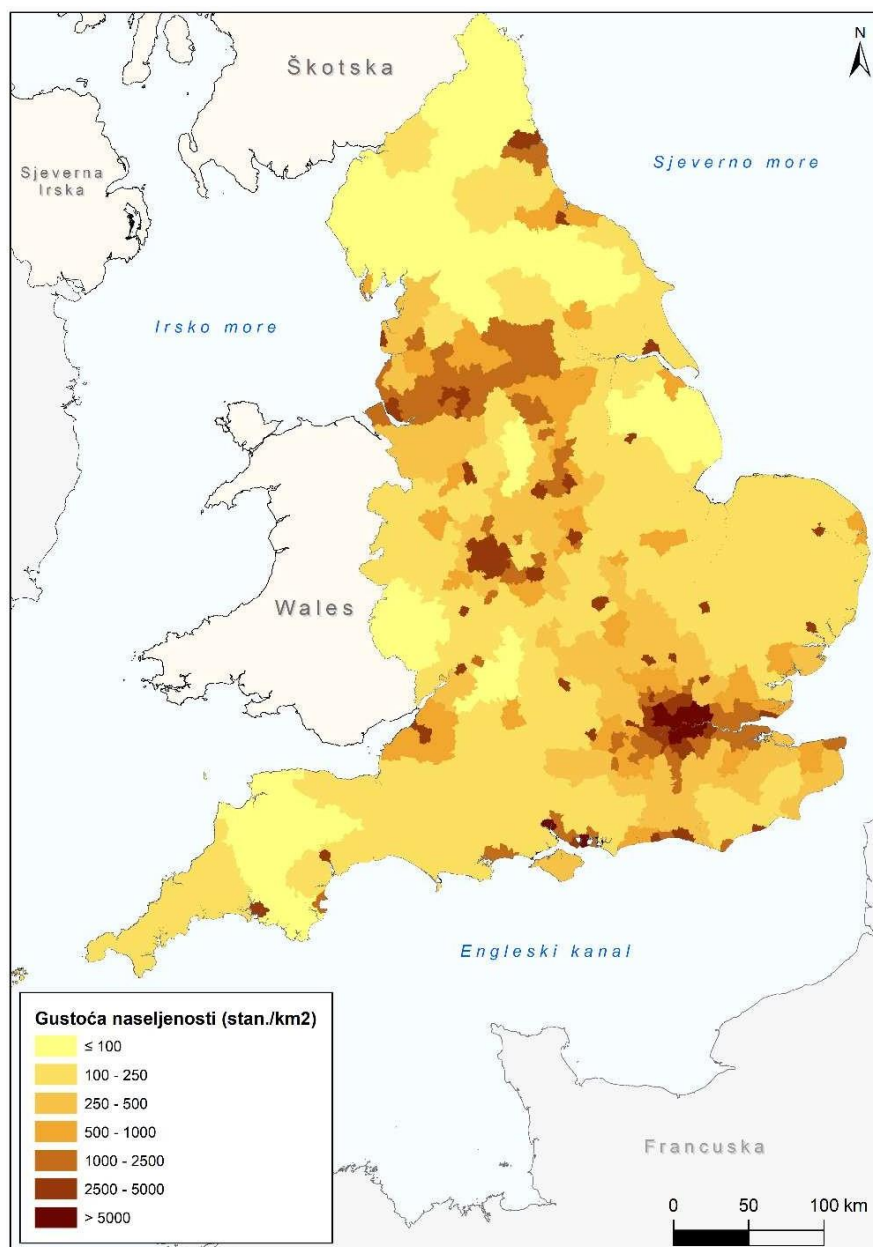 N
Škotska
Sjeverno more
Sjeverna
Irska
Irsko more
Wales
Engleski kanal
Gustoća naseljenosti (stan./km2)
≤ 100
100 - 250
250 - 500
500 - 1000
1000 - 2500
2500 - 5000
> 5000
Francuska
0 50 100 km